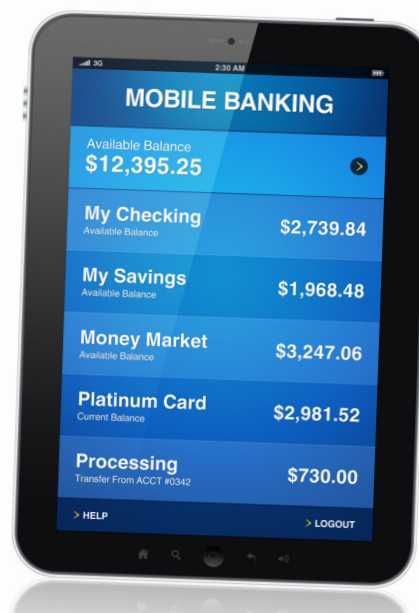 3G 2:30 AM
MOBILE BANKING
Available Balance
$12,395.25
My Checking
Available Balance
$2,739.84
My Savings
Available Balance
$1,968.48
Money Market
Available Balance
$3,247.06
Platinum Card
Current Balance
$2,981.52
Processing
Transfer From ACCT #0342
$730.00
> HELP
> LOGOUT